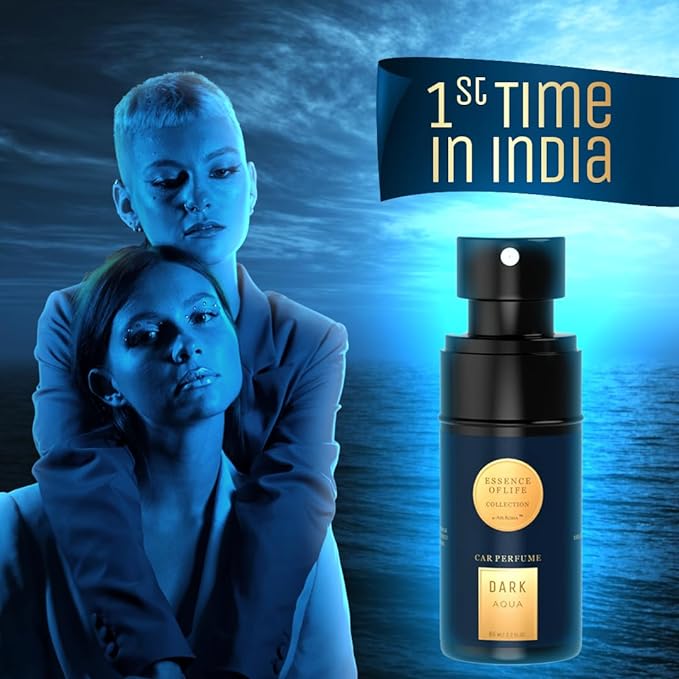 1st TIME
IN INDIA
ESSENCE
OF LIFE
COLLECTION
CAR PERFUME
DARK
AQUA